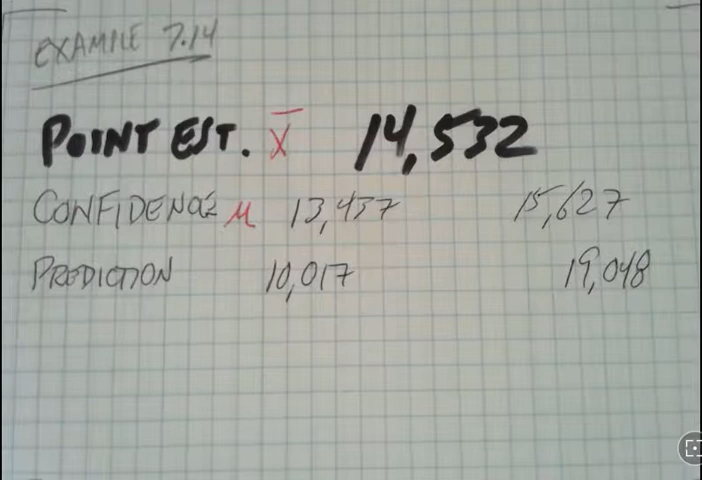 EXAMPLE 7.14
POINT EST. X̅ 14,532
CONFIDENCE μ 13,437 15,627
PREDICTION 10,017 19,048